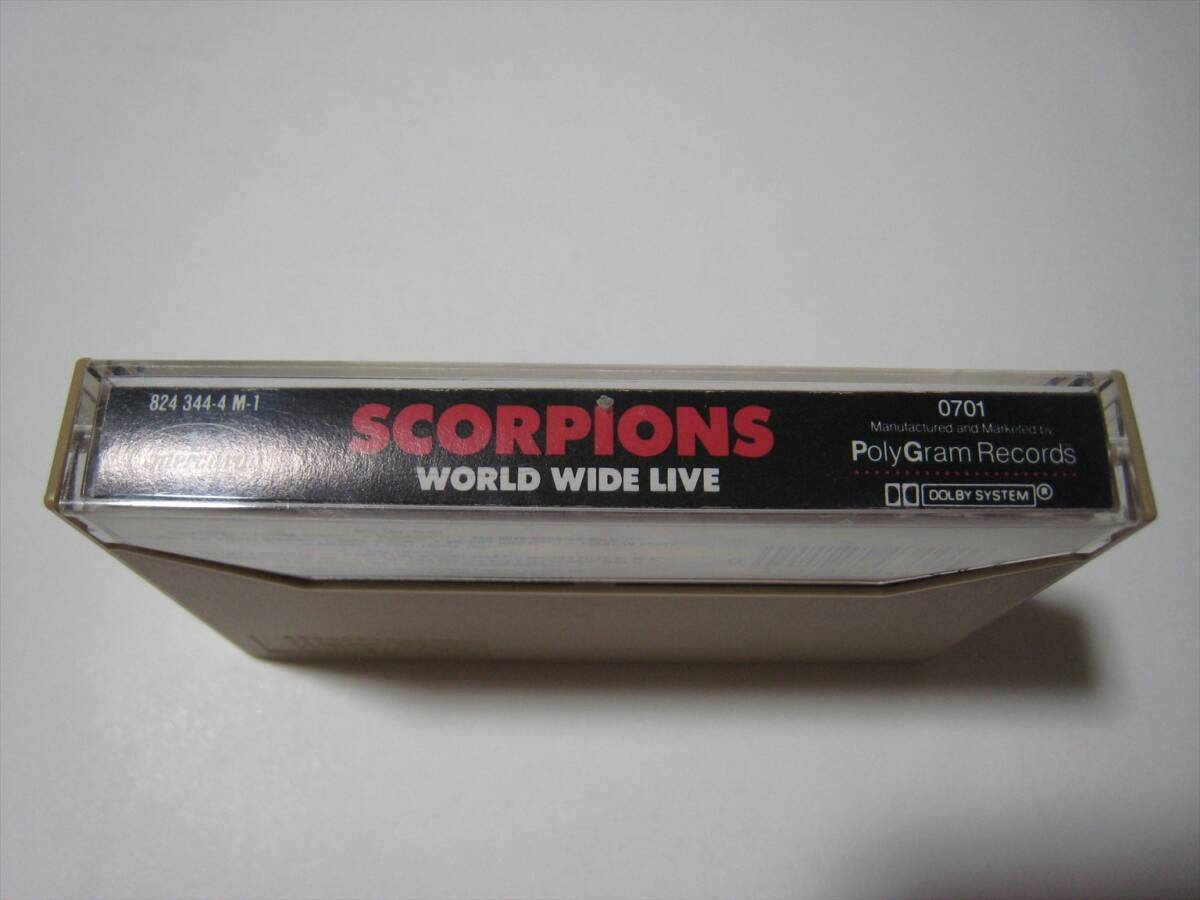 824 344-4 M-1
SCORPIONS
WORLD WIDE LIVE
0701
Manufactured and Marketed by
PolyGram Records
DOLBY SYSTEM ®